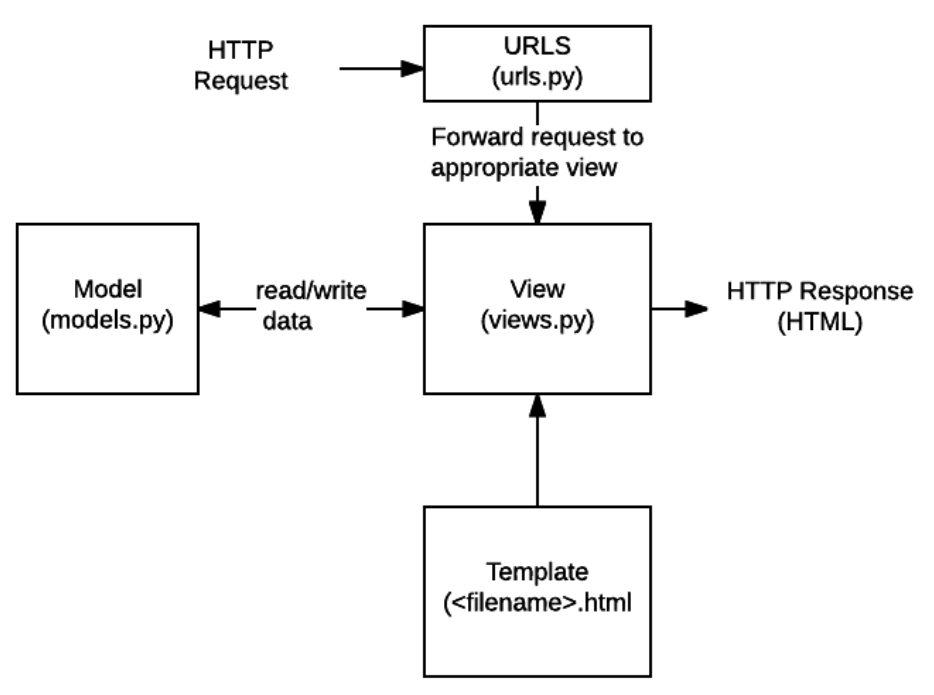 HTTP
Request
URLS
(urls.py)
Forward request to
appropriate view
Model
(models.py)
read/write
data
View
(views.py)
HTTP Response
(HTML)
Template
(<filename>.html